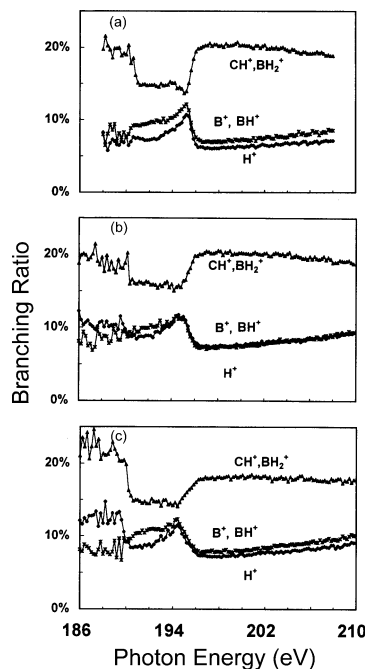 Branching Ratio
(a)
20%
CH⁺,BH₂⁺
10%
B⁺, BH⁺
H⁺
0%
(b)
20%
CH⁺,BH₂⁺
10%
B⁺, BH⁺
H⁺
0%
(c)
20%
CH⁺,BH₂⁺
10%
B⁺, BH⁺
H⁺
0%
186 194 202 210
Photon Energy (eV)